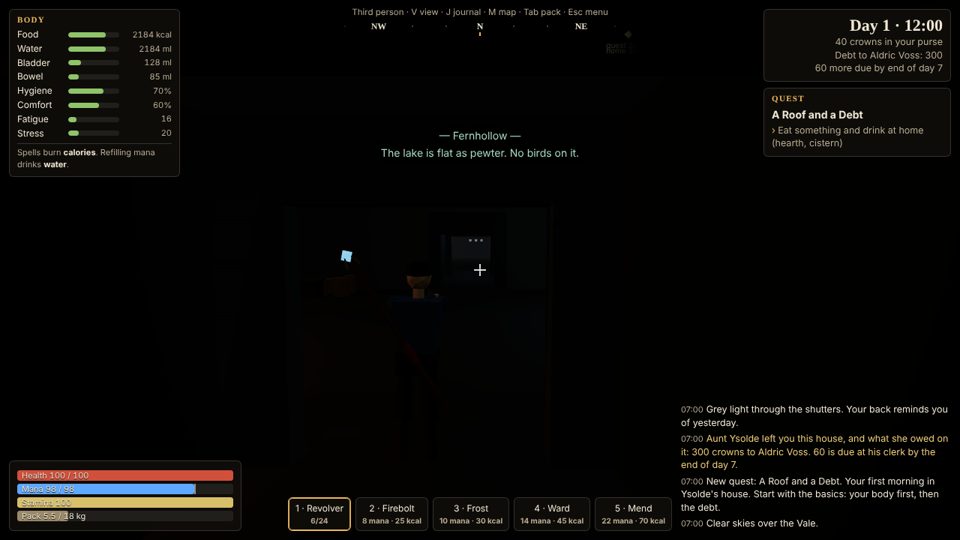 BODY
Food 2184 kcal
Water 2184 ml
Bladder 128 ml
Bowel 85 ml
Hygiene 70%
Comfort 60%
Fatigue 16
Stress 20
Spells burn calories. Refilling mana
drinks water.
Third person · V view · J journal · M map · Tab pack · Esc menu
NW N NE
— Fernhollow —
The lake is flat as pewter. No birds on it.
Day 1 · 12:00
40 crowns in your purse
Debt to Aldric Voss: 300
60 more due by end of day 7
QUEST
A Roof and a Debt
› Eat something and drink at home
(hearth, cistern)
07:00 Grey light through the shutters. Your back reminds you
of yesterday.
07:00 Aunt Ysolde left you this house, and what she owed on
it: 300 crowns to Aldric Voss. 60 is due at his clerk by the
end of day 7.
07:00 New quest: A Roof and a Debt. Your first morning in
Ysolde's house. Start with the basics: your body first, then
the debt.
07:00 Clear skies over the Vale.
Health 100 / 100
Mana 98 / 98
Stamina 100
Pack 5.5 / 18 kg
1 · Revolver
6/24
2 · Firebolt
8 mana · 25 kcal
3 · Frost
10 mana · 30 kcal
4 · Ward
14 mana · 45 kcal
5 · Mend
22 mana · 70 kcal